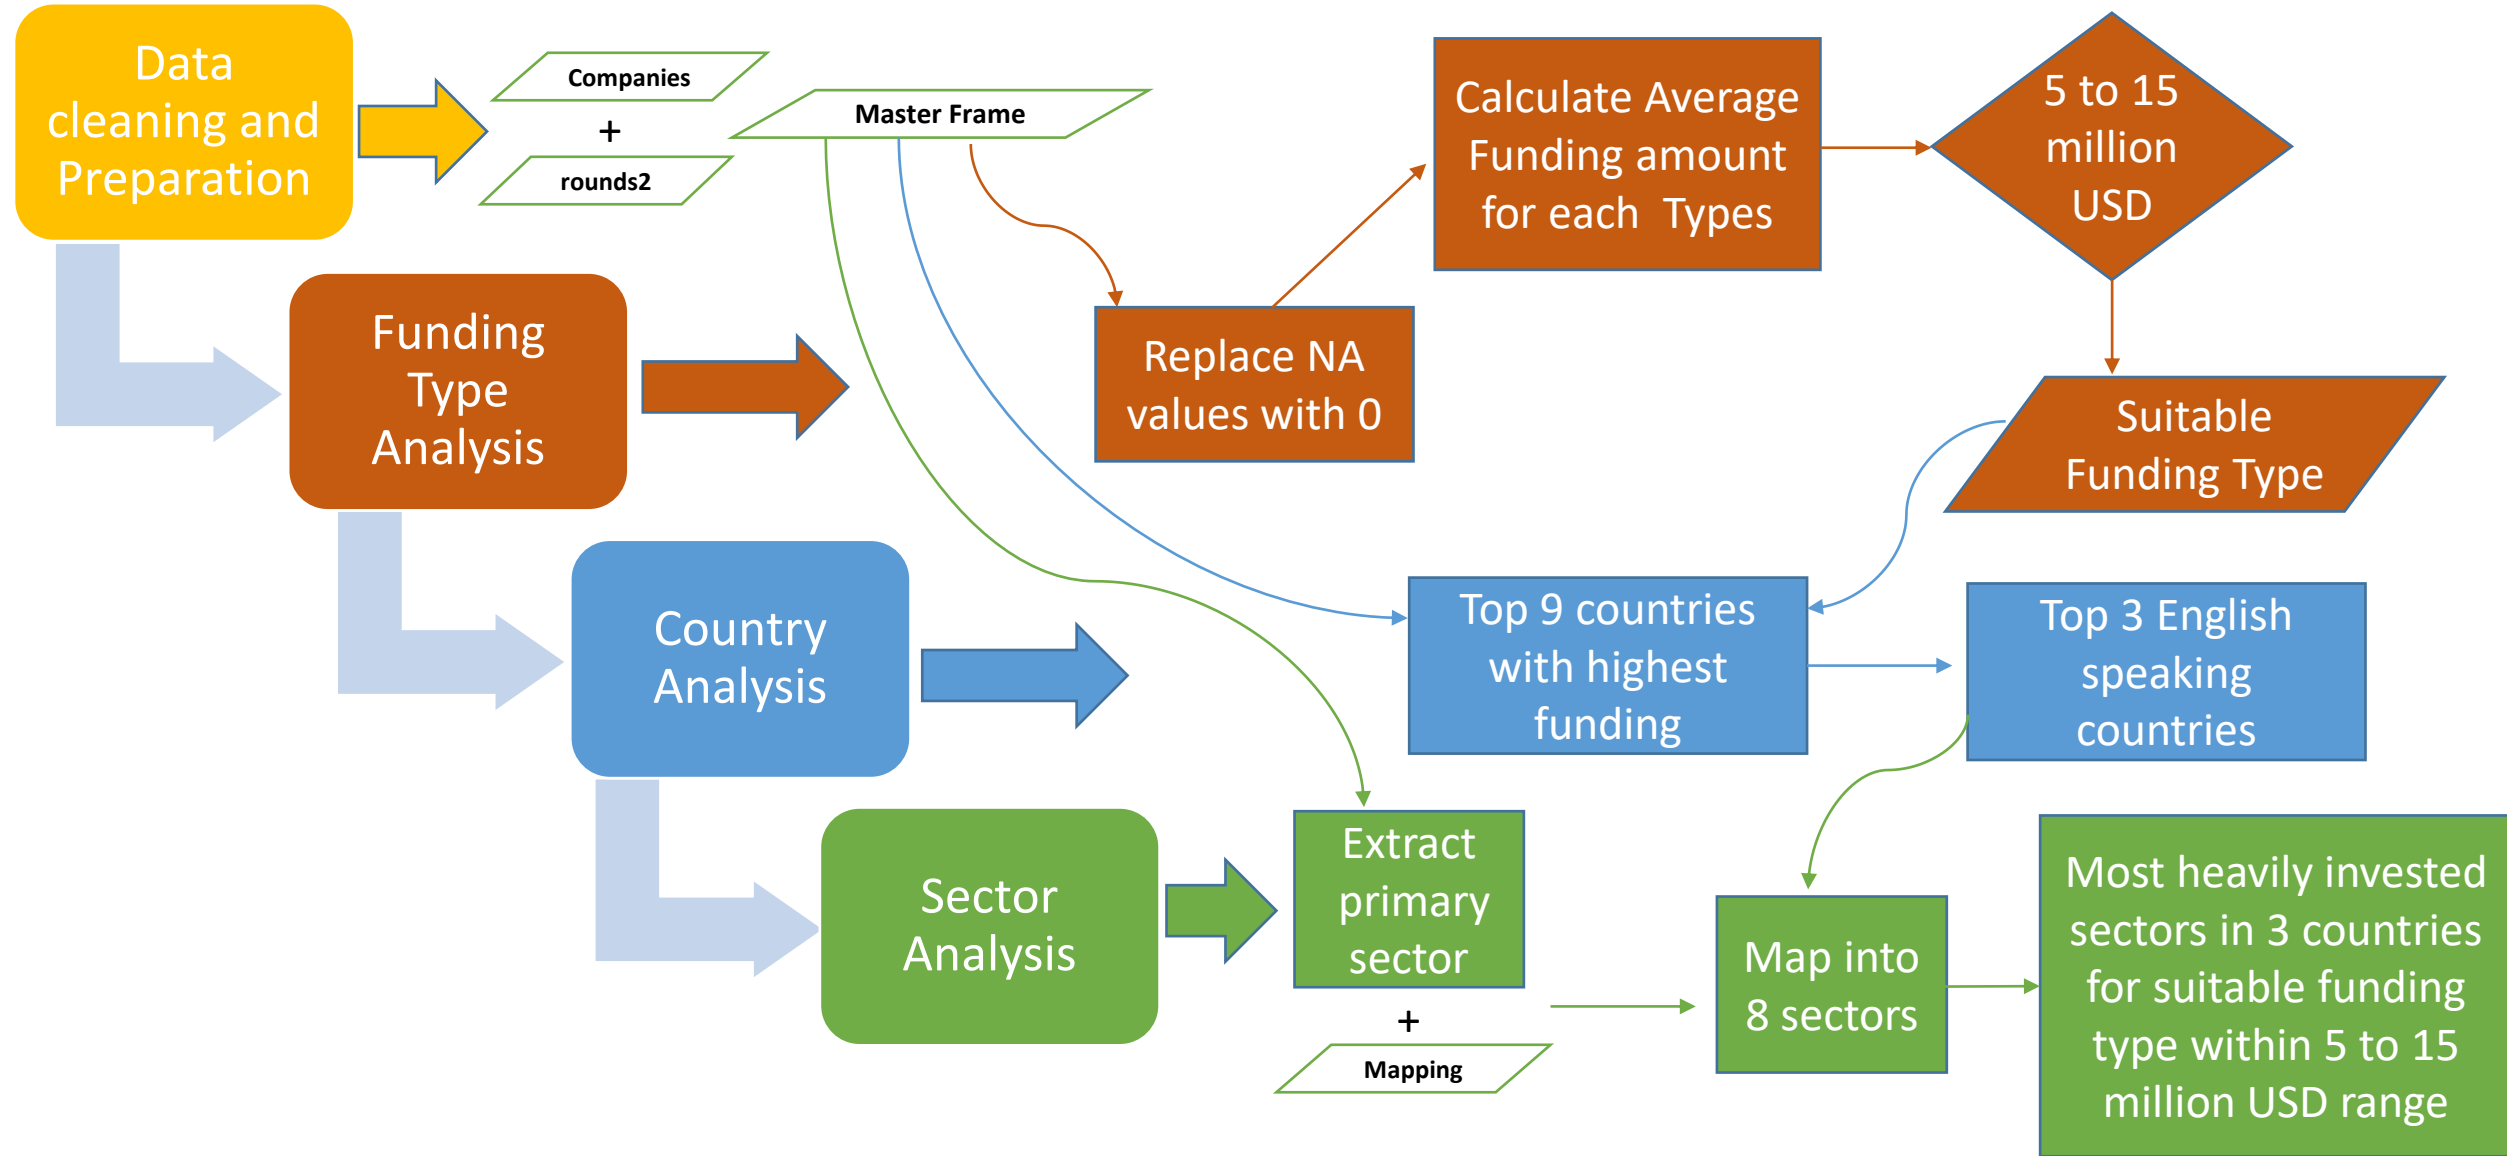 Data
cleaning and
Preparation
Companies
+
rounds2
Master Frame
Calculate Average
Funding amount
for each Types
5 to 15
million
USD
Funding
Type
Analysis
Replace NA
values with 0
Suitable
Funding Type
Country
Analysis
Top 9 countries
with highest
funding
Top 3 English
speaking
countries
Sector
Analysis
Extract
primary
sector
+
Mapping
Map into
8 sectors
Most heavily invested
sectors in 3 countries
for suitable funding
type within 5 to 15
million USD range